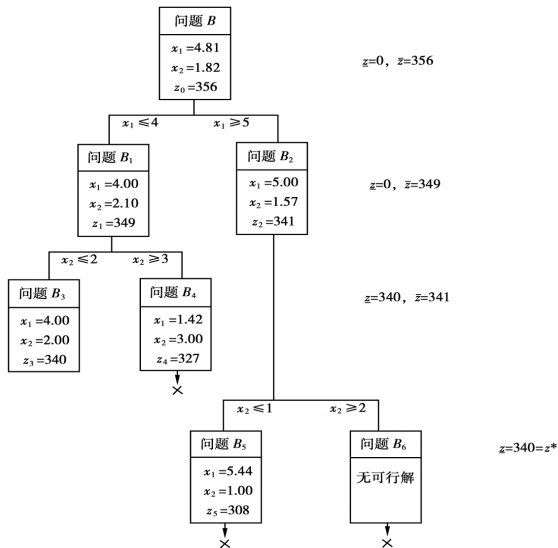 问题 B
x₁=4.81
x₂=1.82
z₀=356
z̲=0, z̄=356
x₁≤4
x₁≥5
问题 B₁
x₁=4.00
x₂=2.10
z₁=349
问题 B₂
x₁=5.00
x₂=1.57
z₂=341
z̲=0, z̄=349
x₂≤2
x₂≥3
问题 B₃
x₁=4.00
x₂=2.00
z₃=340
问题 B₄
x₁=1.42
x₂=3.00
z₄=327
z̲=340, z̄=341
×
x₂≤1
x₂≥2
问题 B₅
x₁=5.44
x₂=1.00
z₅=308
问题 B₆
无可行解
z̲=340=z*
×
×